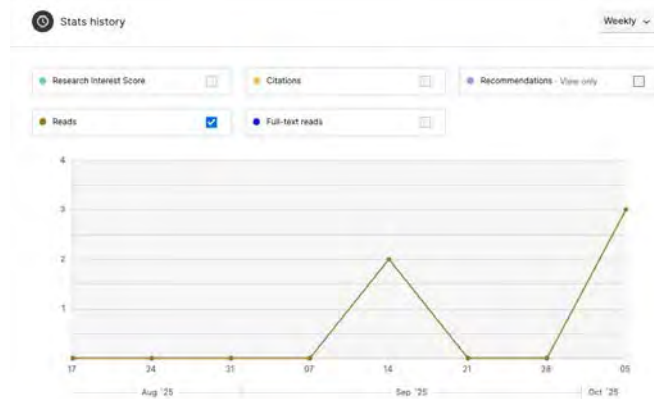 Stats history
Weekly
Research Interest Score
Citations
Recommendations - View only
Reads
Full-text reads
4
3
2
1
17 24 31 07 14 21 28 05
Aug '25 Sep '25 Oct '25